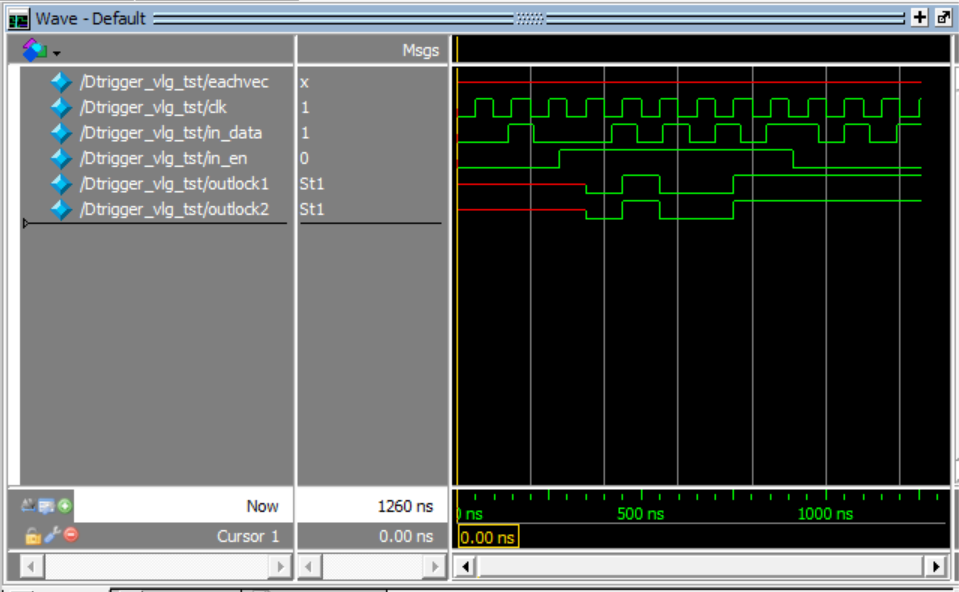 Wave - Default
Msgs
/Dtrigger_vlg_tst/eachvec x
/Dtrigger_vlg_tst/clk 1
/Dtrigger_vlg_tst/in_data 1
/Dtrigger_vlg_tst/in_en 0
/Dtrigger_vlg_tst/outlock1 St1
/Dtrigger_vlg_tst/outlock2 St1
Now 1260 ns ns 500 ns 1000 ns
Cursor 1 0.00 ns 0.00 ns